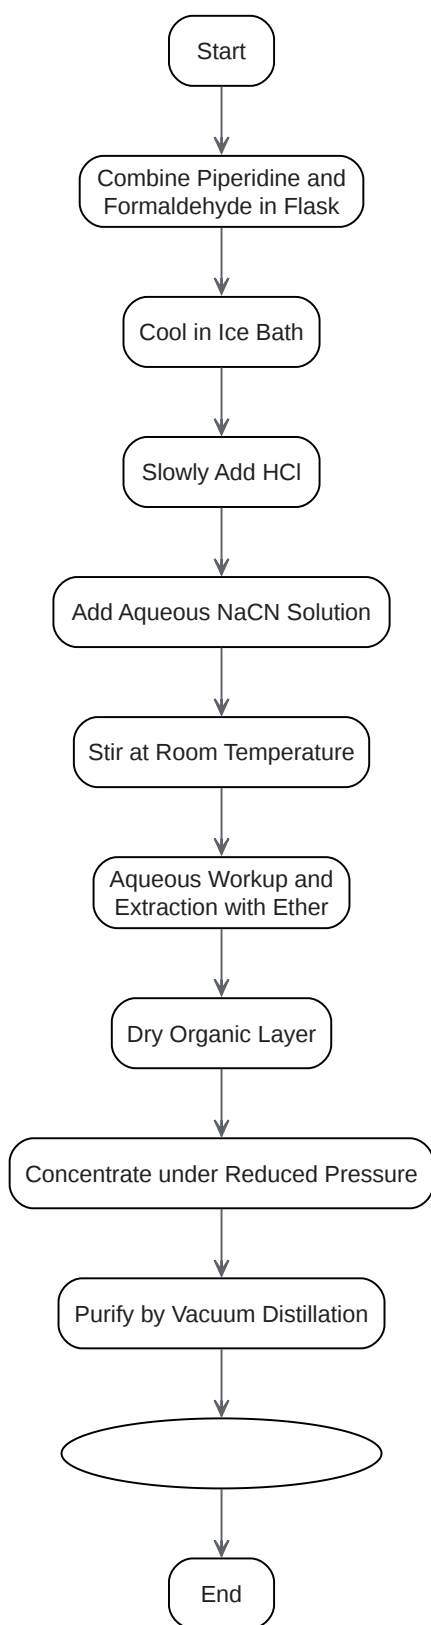 Start
Combine Piperidine and
Formaldehyde in Flask
Cool in Ice Bath
Slowly Add HCl
Add Aqueous NaCN Solution
Stir at Room Temperature
Aqueous Workup and
Extraction with Ether
Dry Organic Layer
Concentrate under Reduced Pressure
Purify by Vacuum Distillation
End